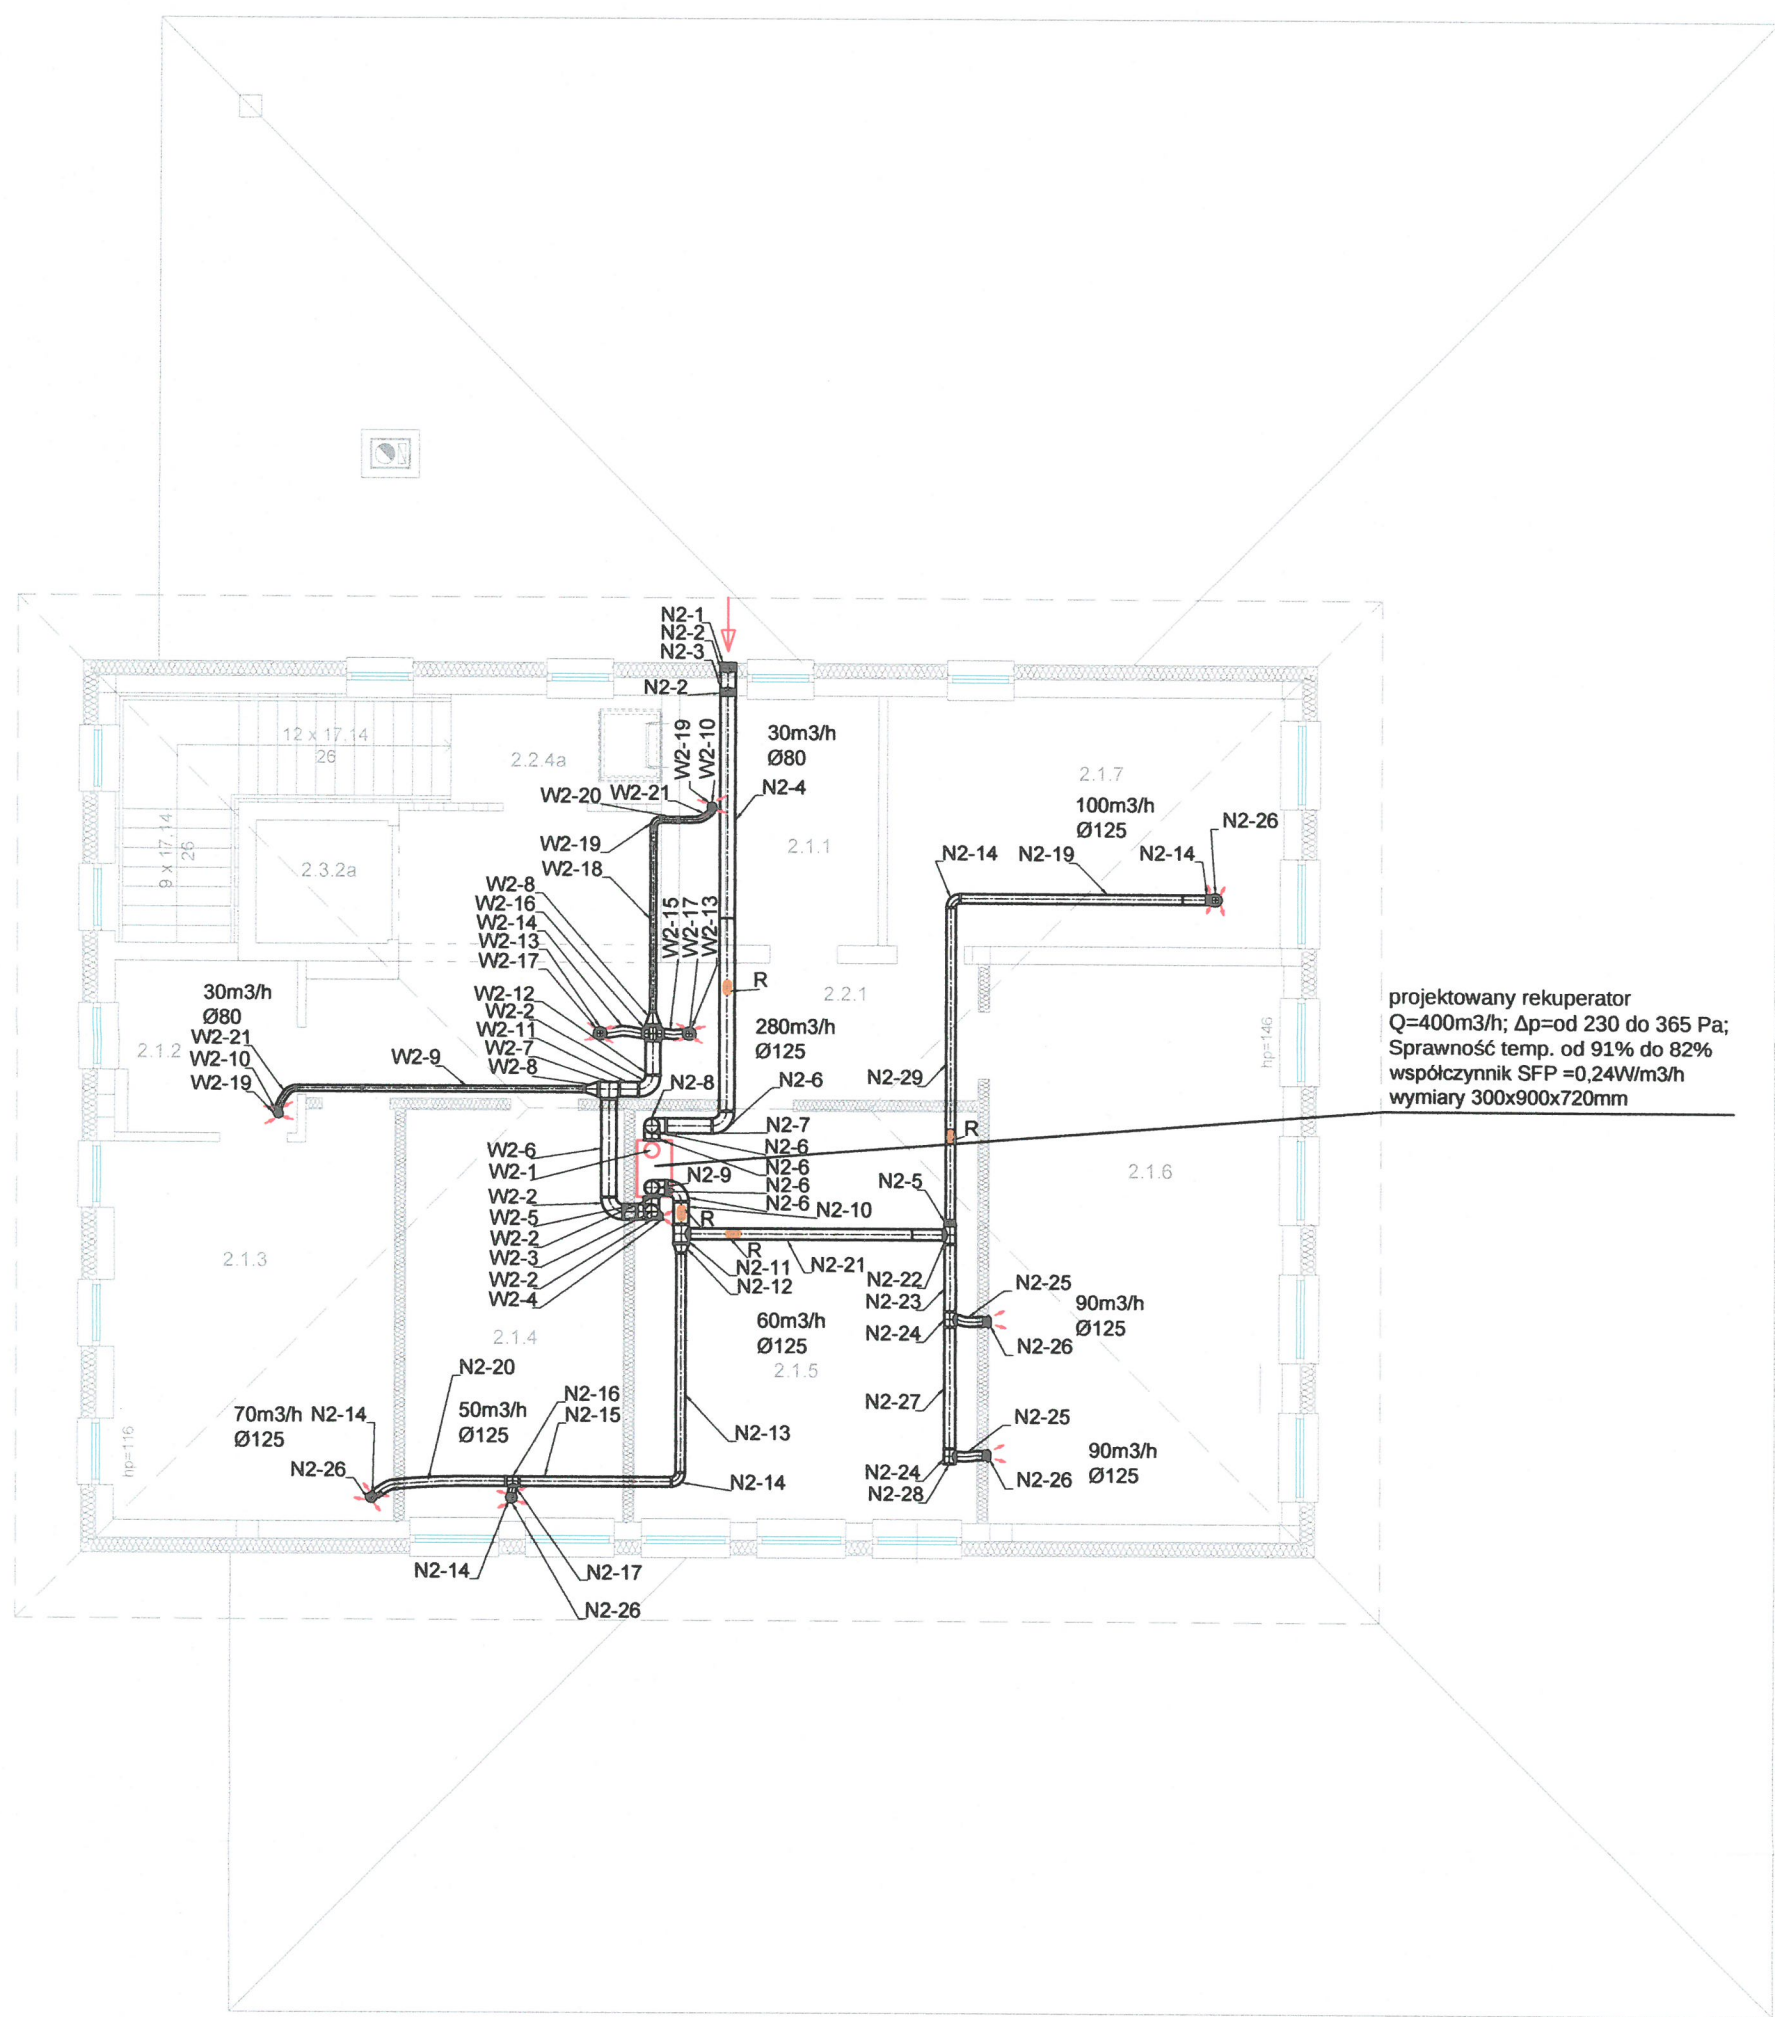 N2-1
N2-2
N2-3
N2-2
12 x 17.14
26
2.2.4a
W2-19
W2-10
30m3/h
Ø80
N2-4
2.1.7
100m3/h
Ø125
N2-26
W2-20
W2-21
9 x 17.14
26
2.3.2a
W2-19
W2-18
2.1.1
N2-14
N2-19
N2-14
W2-8
W2-16
W2-14
W2-13
W2-17
W2-15
W2-17
W2-13
R
2.2.1
30m3/h
Ø80
W2-21
W2-10
W2-19
2.1.2
W2-9
W2-12
W2-2
W2-11
W2-7
W2-8
280m3/h
Ø125
N2-8
N2-6
N2-29
hp=146
projektowany rekuperator
Q=400m3/h; Δp=od 230 do 365 Pa;
Sprawność temp. od 91% do 82%
współczynnik SFP =0,24W/m3/h
wymiary 300x900x720mm
N2-7
N2-6
N2-6
N2-9
N2-6
N2-6
N2-10
R
2.1.6
N2-5
W2-6
W2-1
W2-2
W2-5
W2-2
W2-3
W2-2
W2-4
R
R
N2-11
N2-12
N2-21
2.1.3
N2-22
N2-23
N2-24
N2-25
90m3/h
Ø125
N2-26
2.1.4
60m3/h
Ø125
2.1.5
N2-20
N2-16
N2-15
N2-27
N2-13
N2-25
90m3/h
Ø125
N2-26
hp=116
70m3/h
Ø125
N2-14
N2-26
50m3/h
Ø125
N2-14
N2-24
N2-28
N2-14
N2-17
N2-26